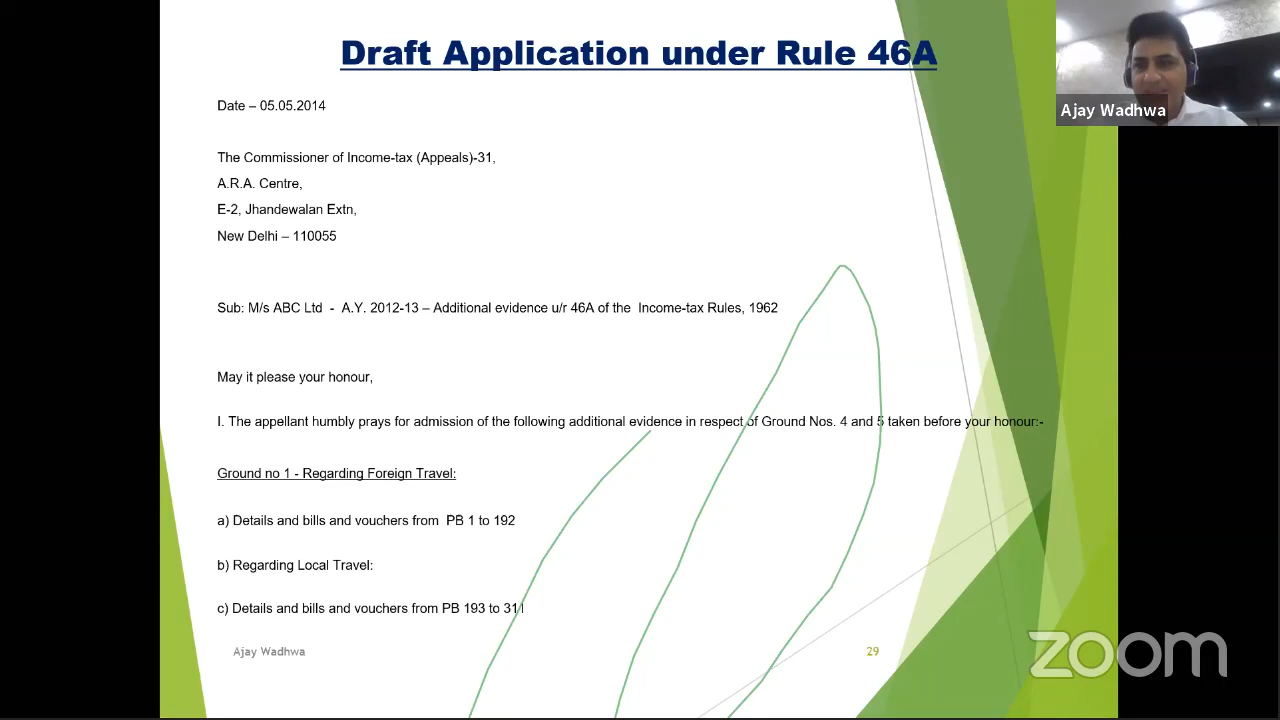 Draft Application under Rule 46A
Ajay Wadhwa
Date – 05.05.2014
The Commissioner of Income-tax (Appeals)-31,
A.R.A. Centre,
E-2, Jhandewalan Extn,
New Delhi – 110055
Sub: M/s ABC Ltd - A.Y. 2012-13 – Additional evidence u/r 46A of the Income-tax Rules, 1962
May it please your honour,
I. The appellant humbly prays for admission of the following additional evidence in respect of Ground Nos. 4 and 5 taken before your honour:-
Ground no 1 - Regarding Foreign Travel:
a) Details and bills and vouchers from PB 1 to 192
b) Regarding Local Travel:
c) Details and bills and vouchers from PB 193 to 311
Ajay Wadhwa
29
zoom